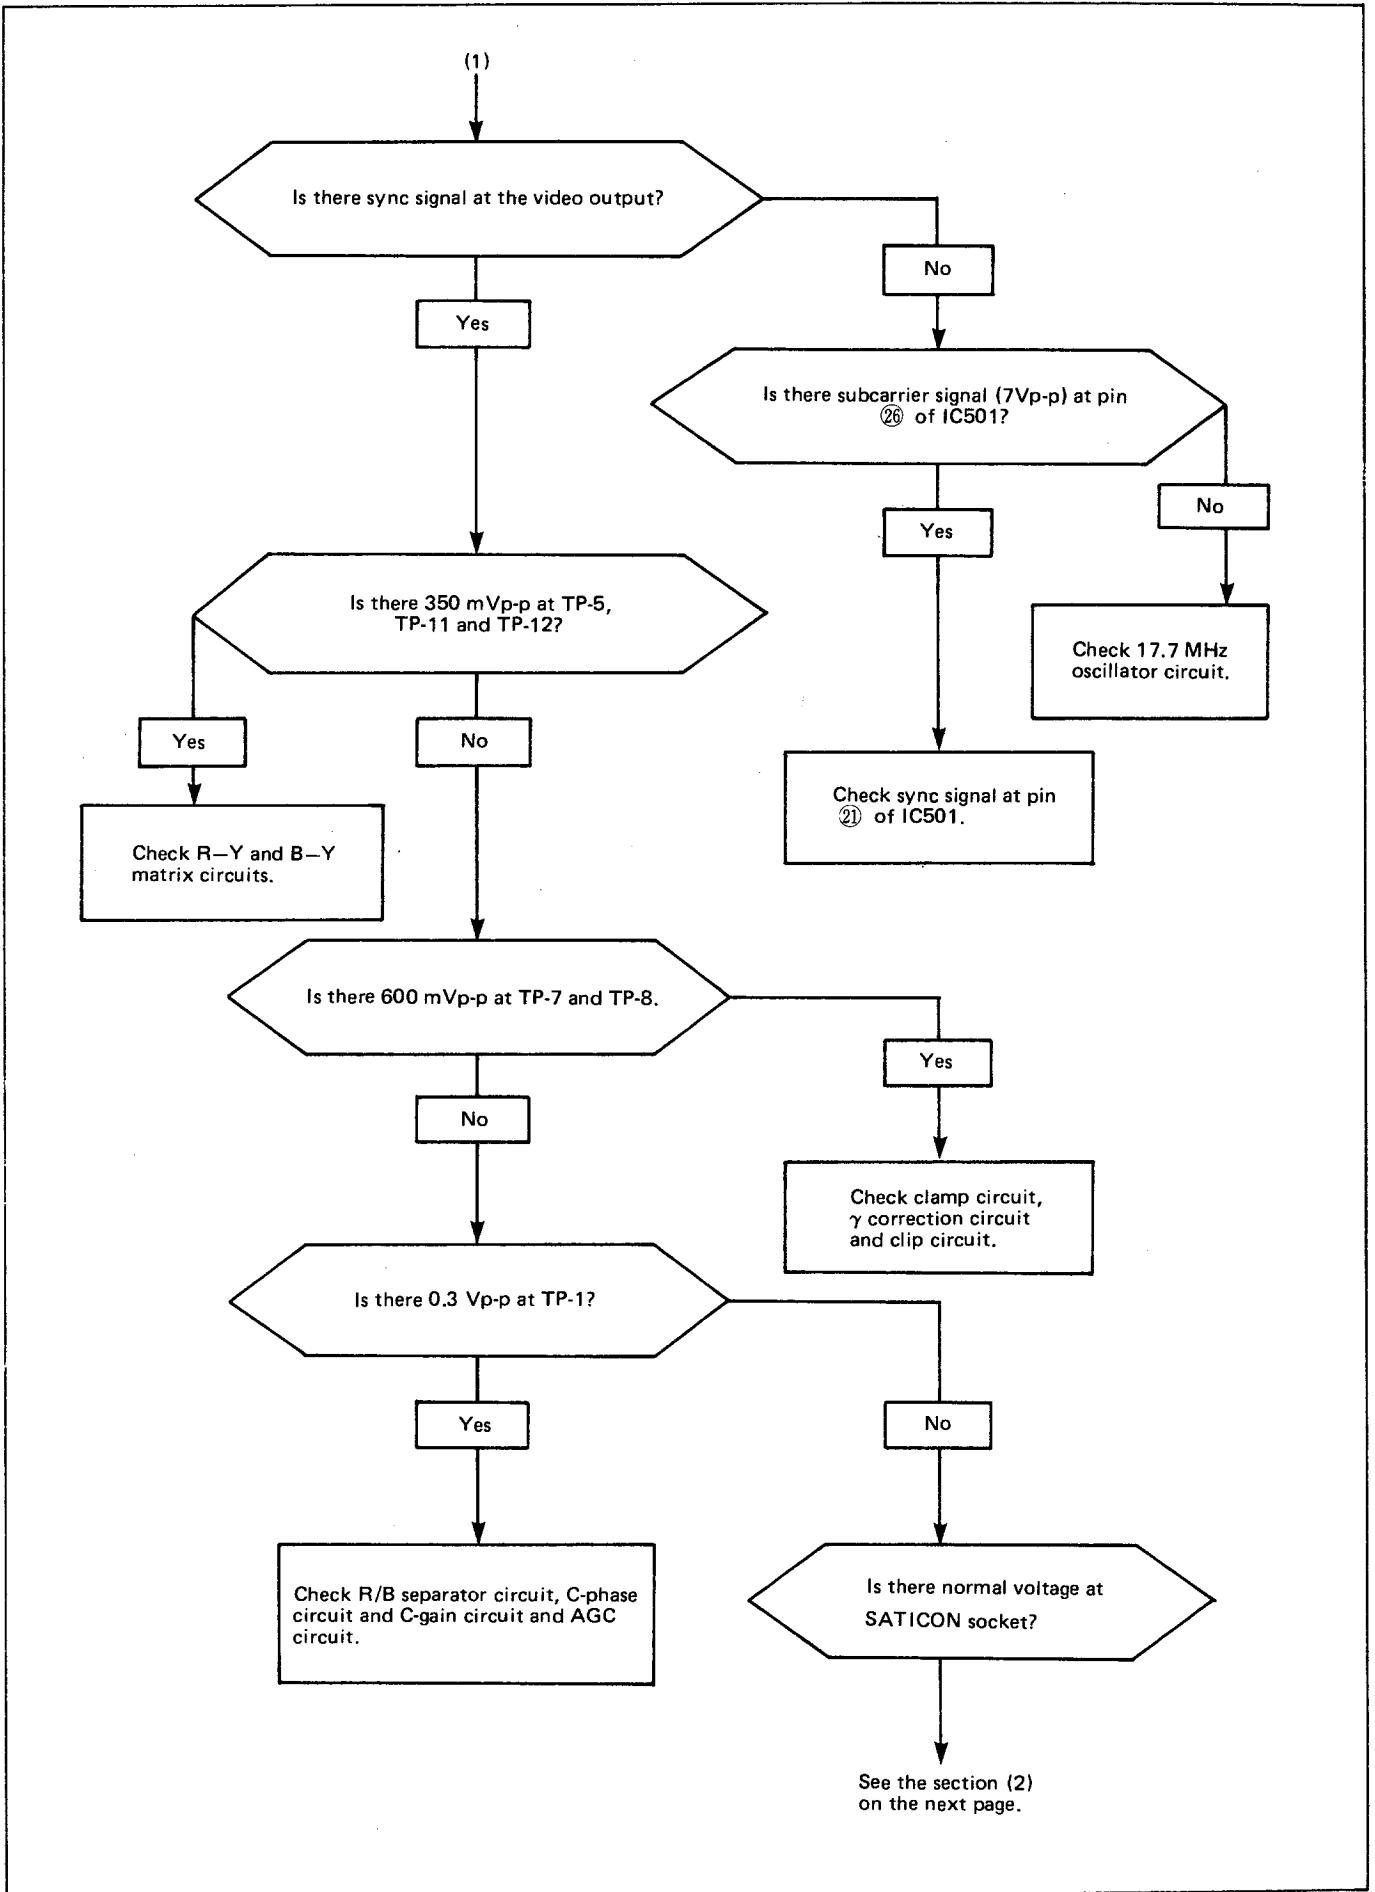 (1)
Is there sync signal at the video output?
No
Yes
Is there subcarrier signal (7Vp-p) at pin
㉖ of IC501?
No
Yes
Is there 350 mVp-p at TP-5,
TP-11 and TP-12?
Check 17.7 MHz
oscillator circuit.
Yes
No
Check sync signal at pin
㉑ of IC501.
Check R–Y and B–Y
matrix circuits.
Is there 600 mVp-p at TP-7 and TP-8.
Yes
No
Check clamp circuit,
γ correction circuit
and clip circuit.
Is there 0.3 Vp-p at TP-1?
Yes
No
Check R/B separator circuit, C-phase
circuit and C-gain circuit and AGC
circuit.
Is there normal voltage at
SATICON socket?
See the section (2)
on the next page.